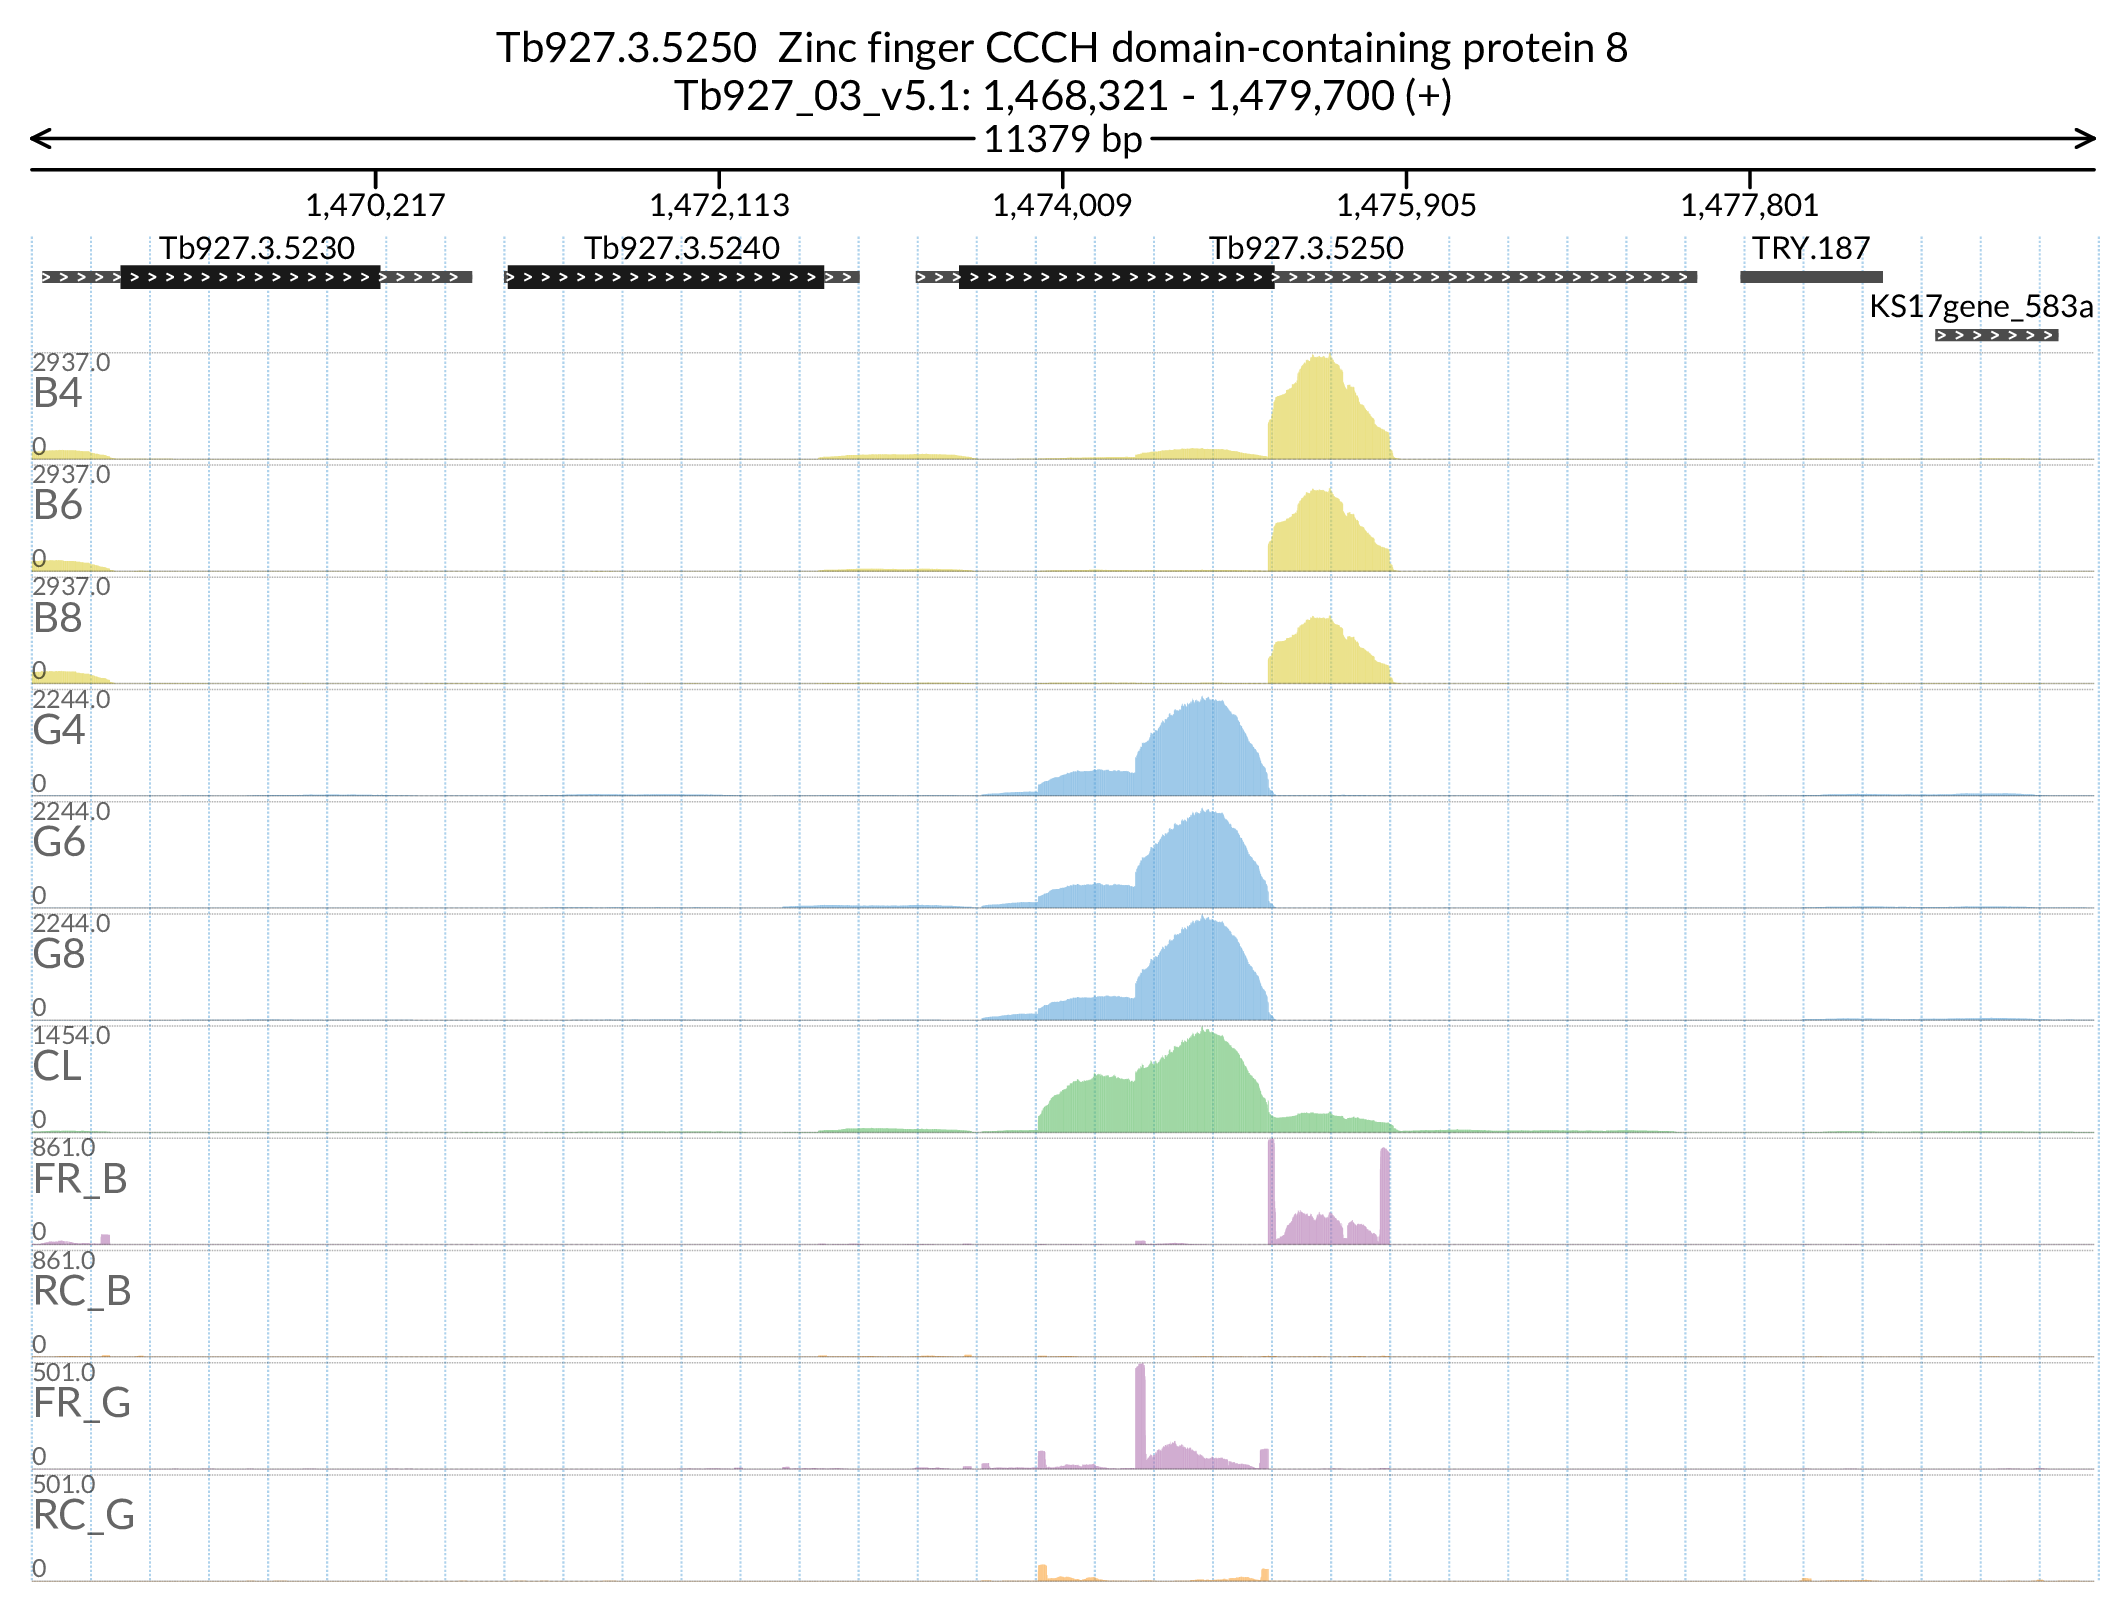 Tb927.3.5250  Zinc finger CCCH domain-containing protein 8
Tb927_03_v5.1: 1,468,321 - 1,479,700 (+)
11379 bp
1,470,217 1,472,113 1,474,009 1,475,905 1,477,801
Tb927.3.5230 Tb927.3.5240 Tb927.3.5250 TRY.187
KS17gene_583a
2937.0
B4
0
2937.0
B6
0
2937.0
B8
0
2244.0
G4
0
2244.0
G6
0
2244.0
G8
0
1454.0
CL
0
861.0
FR_B
0
861.0
RC_B
0
501.0
FR_G
0
501.0
RC_G
0